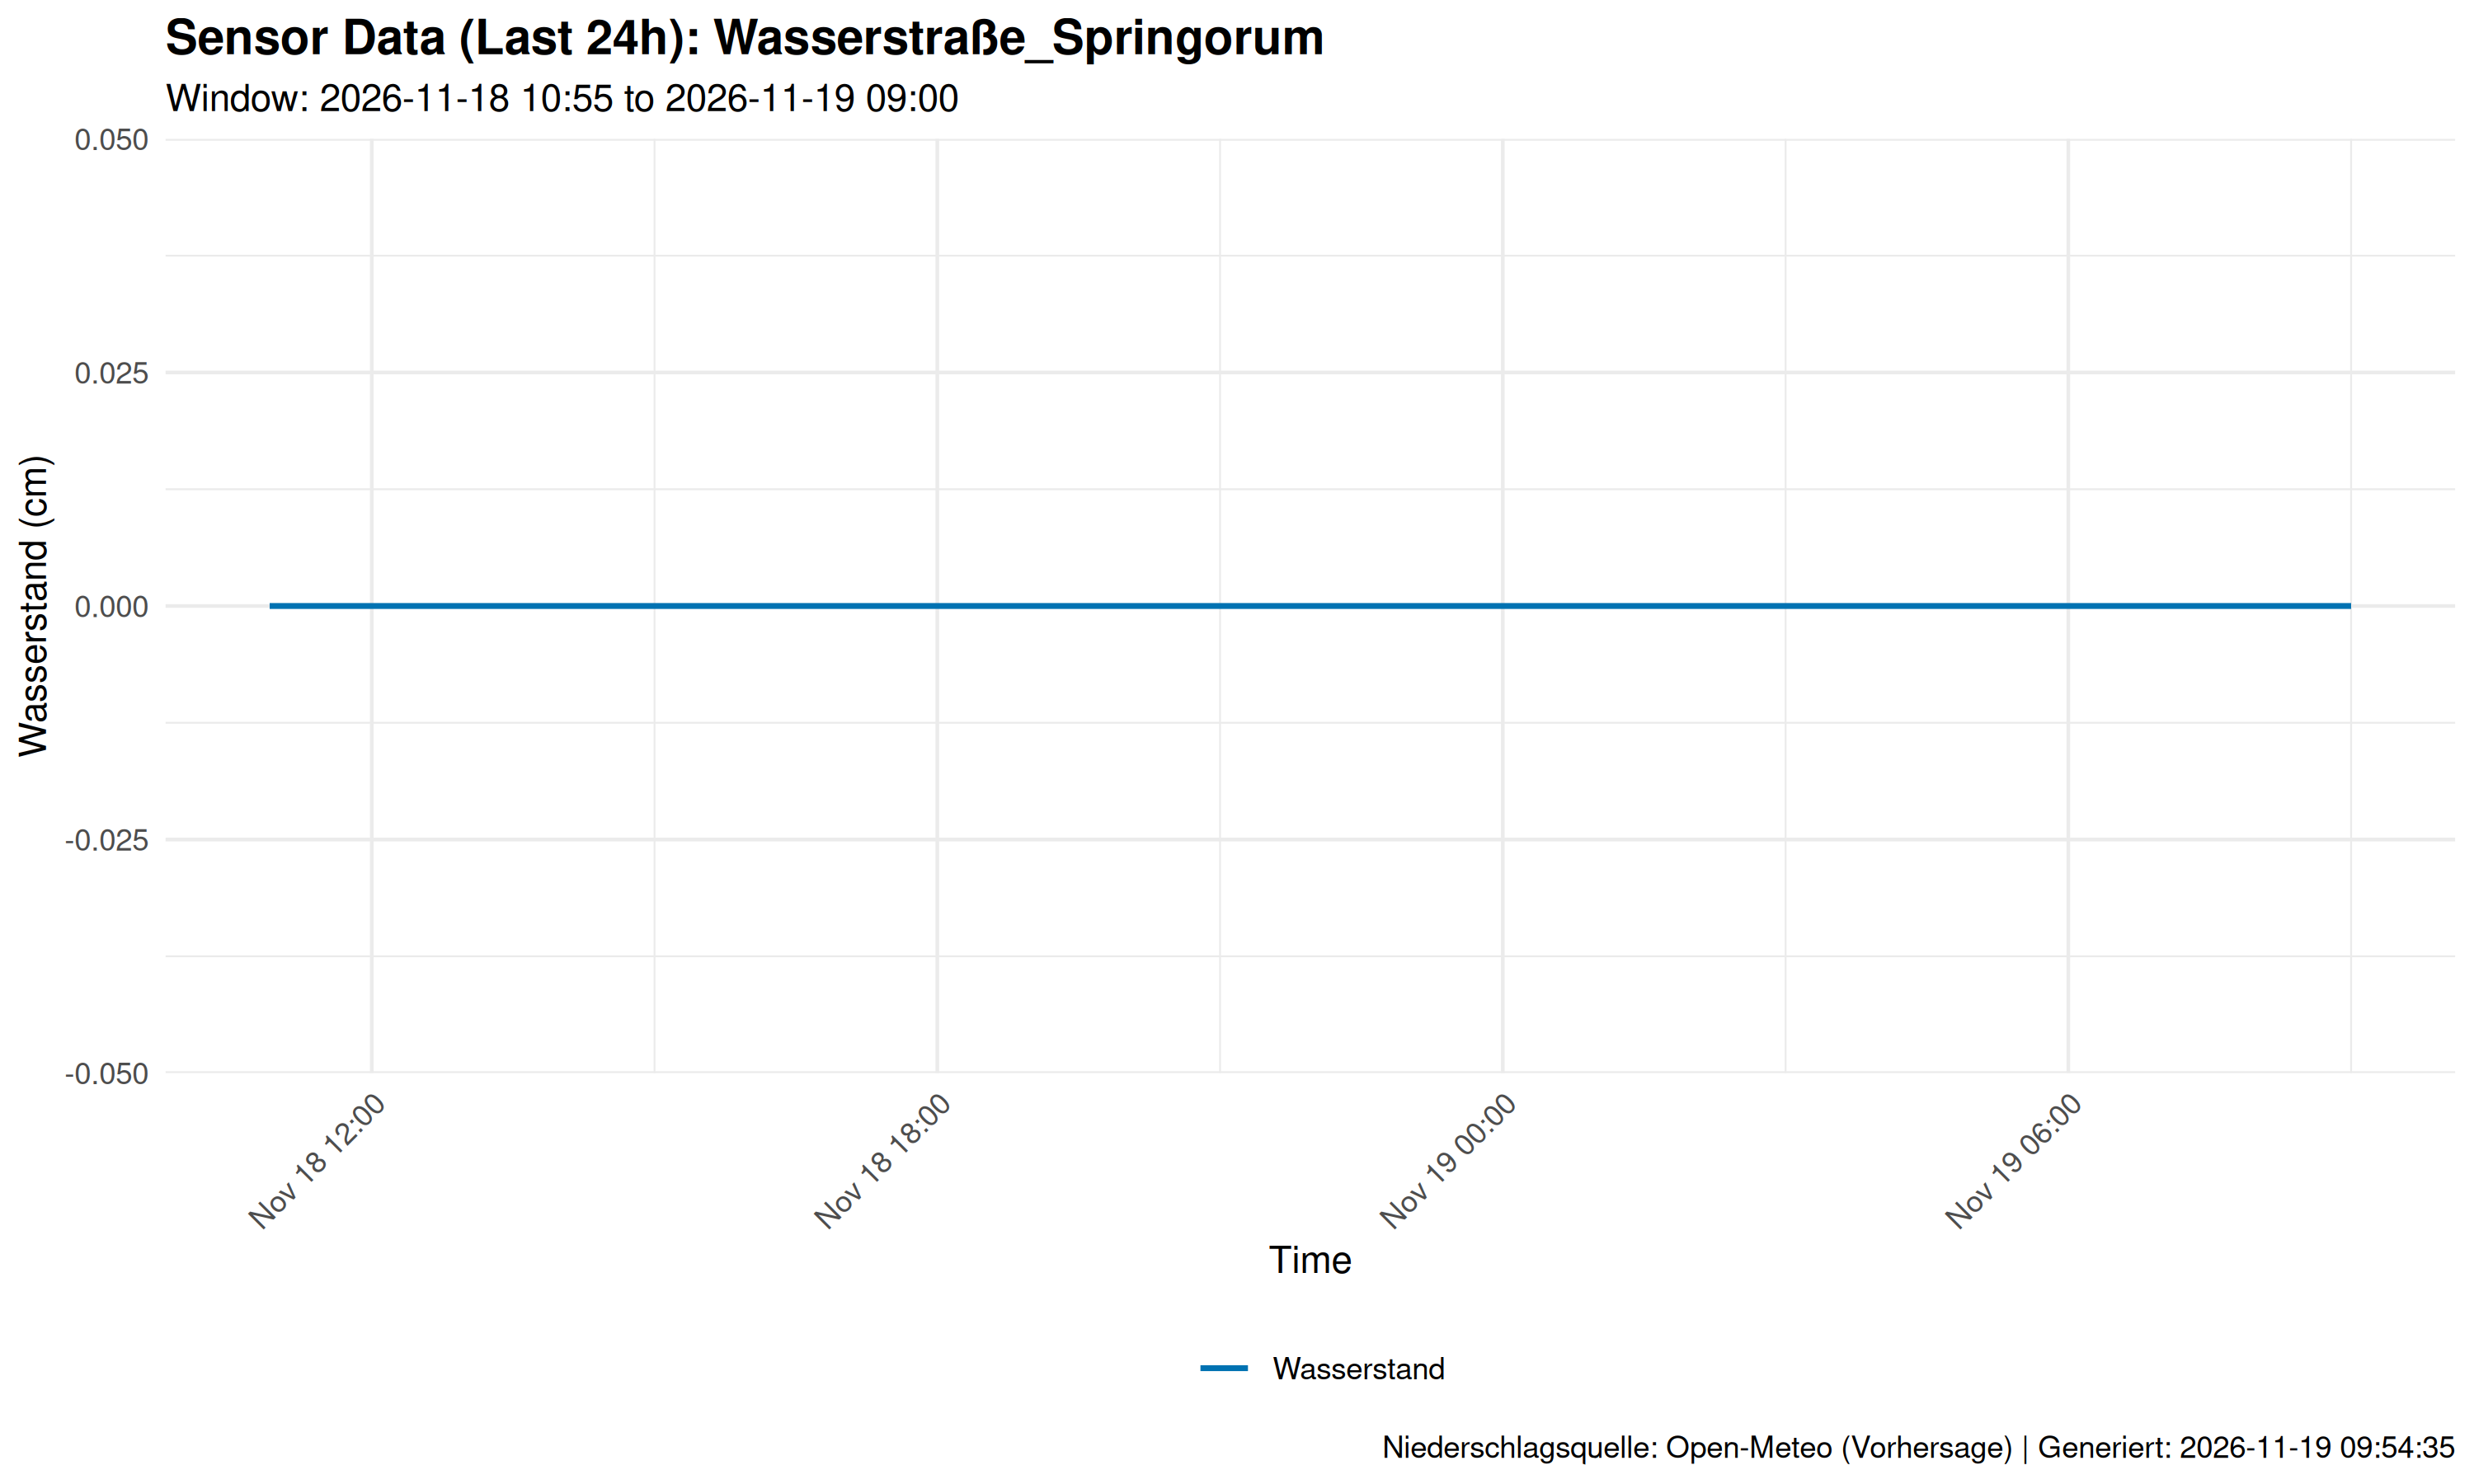 Sensor Data (Last 24h): Wasserstraße_Springorum
Window: 2026-11-18 10:55 to 2026-11-19 09:00
Wasserstand (cm)
0.050
0.025
0.000
-0.025
-0.050
Nov 18 12:00
Nov 18 18:00
Nov 19 00:00
Nov 19 06:00
Time
Wasserstand
Niederschlagsquelle: Open-Meteo (Vorhersage) | Generiert: 2026-11-19 09:54:35